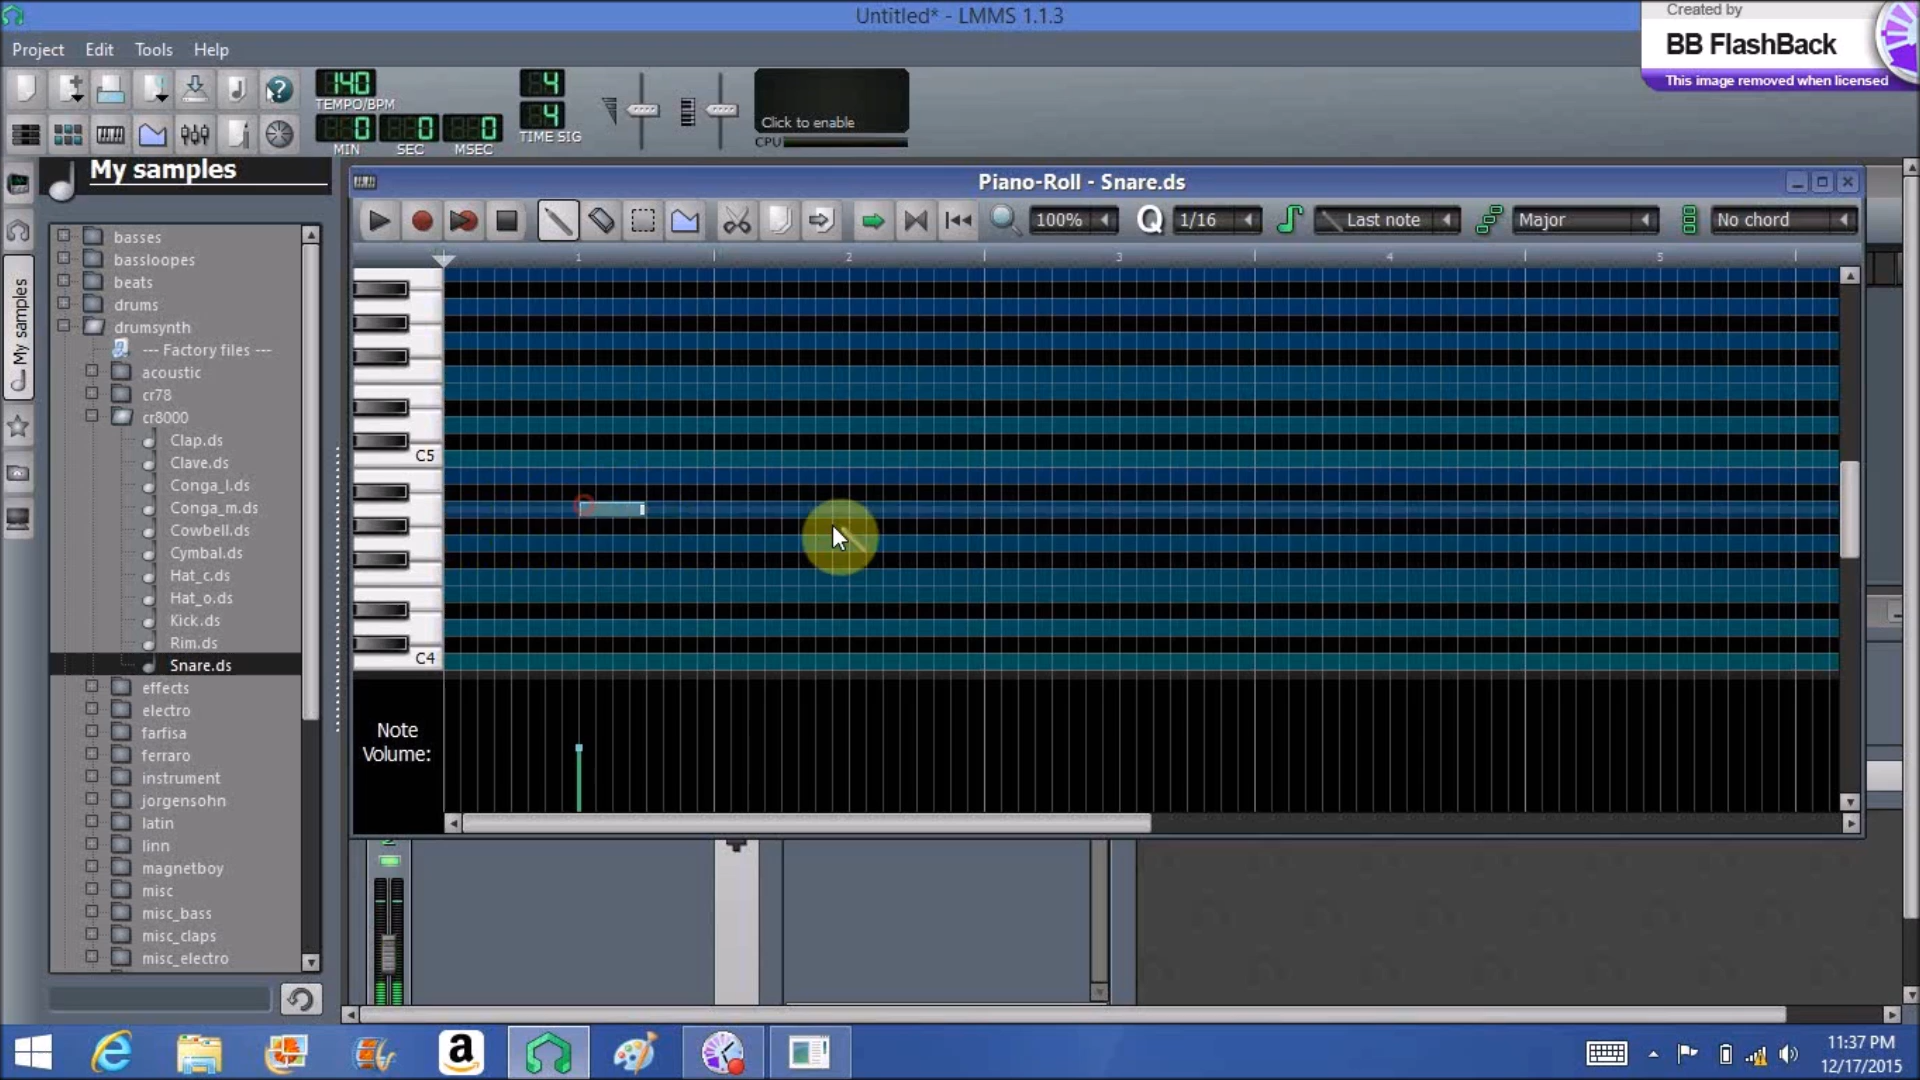 Untitled* - LMMS 1.1.3
Created by
BB FlashBack
This image removed when licensed
Project Edit Tools Help
140
TEMPO/BPM
4
4
TIME SIG
0 0 0
MIN SEC MSEC
Click to enable
CPU
My samples
My samples
Piano-Roll - Snare.ds
100% Q 1/16 Last note Major No chord
1 2 3 4 5
basses
bassloopes
beats
drums
drumsynth
--- Factory files ---
acoustic
cr78
cr8000
Clap.ds
Clave.ds
Conga_l.ds
Conga_m.ds
Cowbell.ds
Cymbal.ds
Hat_c.ds
Hat_o.ds
Kick.ds
Rim.ds
Snare.ds
effects
electro
farfisa
ferraro
instrument
jorgensohn
latin
linn
magnetboy
misc
misc_bass
misc_claps
misc_electro
C5
C4
Note
Volume:
11:37 PM
12/17/2015